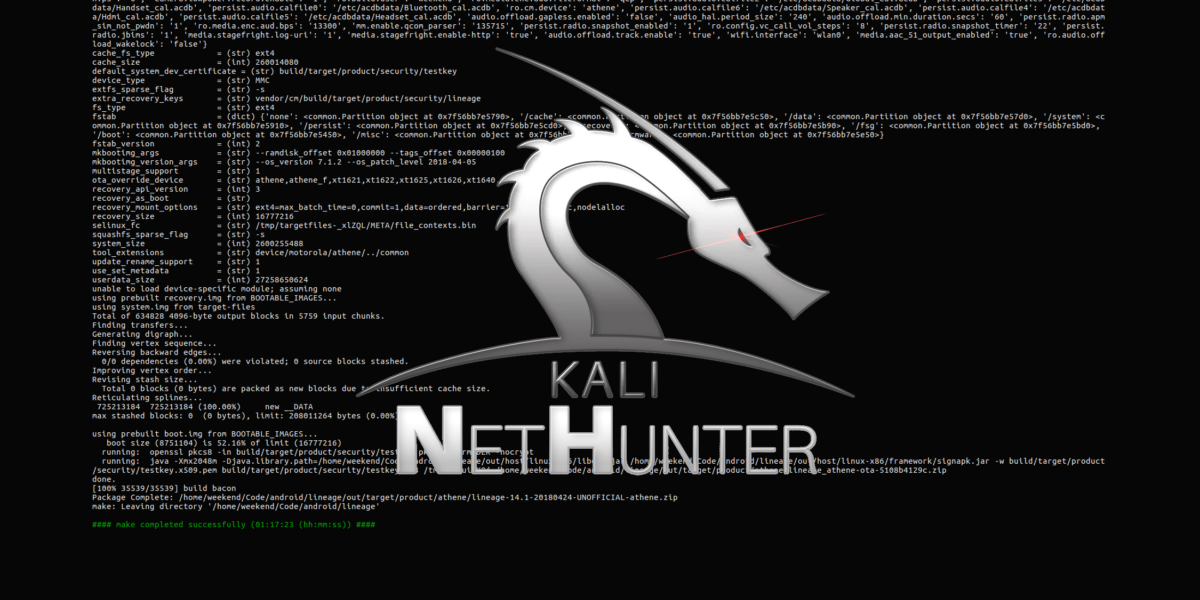 data/Handset_cal.acdb', 'persist.audio.calfile0': '/etc/acdbdata/Bluetooth_cal.acdb', 'ro.cm.device': 'athene', 'persist.audio.calfile6': '/etc/acdbdata/Speaker_cal.acdb', 'persist.audio.calfile4': '/etc/acdbdat
a/Hdmi_cal.acdb', 'persist.audio.calfile5': '/etc/acdbdata/Headset_cal.acdb', 'audio.offload.gapless.enabled': 'false', 'audio_hal.period_size': '240', 'audio.offload.min.duration.secs': '60', 'persist.radio.apm
_sim_not_pwdn': '1', 'ro.media.enc.aud.bps': '13300', 'mm.enable.qcom_parser': '135715', 'persist.radio.snapshot_enabled': '1', 'ro.config.vc_call_vol_steps': '8', 'persist.radio.snapshot_timer': '22', 'persist.
radio.jbims': '1', 'media.stagefright.log-uri': '1', 'media.stagefright.enable-http': 'true', 'audio.offload.track.enable': 'true', 'wifi.interface': 'wlan0', 'media.aac_51_output_enabled': 'true', 'ro.audio.off
load_wakelock': 'false'}
cache_fs_type = (str) ext4
cache_size = (int) 260014080
default_system_dev_certificate = (str) build/target/product/security/testkey
device_type = (str) MMC
extfs_sparse_flag = (str) -s
extra_recovery_keys = (str) vendor/cm/build/target/product/security/lineage
fs_type = (str) ext4
fstab = (dict) {'none': <common.Partition object at 0x7f56bb7e5790>, '/cache': <common. object at 0x7f56bb7e5c50>, '/data': <common.Partition object at 0x7f56bb7e57d0>, '/system': <c
ommon.Partition object at 0x7f56bb7e5910>, '/persist': <common.Partition object at 0x7f56bb7e5cd0> <common.Partition object at 0x7f56bb7e5b90>, '/fsg': <common.Partition object at 0x7f56bb7e5bd0>,
'/boot': <common.Partition object at 0x7f56bb7e5450>, '/misc': <common.Partition object at <common.Partition object at 0x7f56bb7e5e50>}
fstab_version = (int) 2
mkbootimg_args = (str) --ramdisk_offset 0x01000000 --tags_offset 0x00000100
mkbootimg_version_args = (str) --os_version 7.1.2 --os_patch_level 2018-04-05
multistage_support = (str) 1
ota_override_device = (str) athene,athene_f,xt1621,xt1622,xt1625,xt1626,xt1640
recovery_api_version = (int) 3
recovery_as_boot = (str)
recovery_mount_options = (str) ext4=max_batch_time=0,commit=1,data=ordered,barrier= ,nodelalloc
recovery_size = (int) 16777216
selinux_fc = (str) /tmp/targetfiles-_xlZQL/META/file_contexts.bin
squashfs_sparse_flag = (str) -s
system_size = (int) 2600255488
tool_extensions = (str) device/motorola/athene/../common
update_rename_support = (str) 1
use_set_metadata = (str) 1
userdata_size = (int) 27258650624
unable to load device-specific module; assuming none
using prebuilt recovery.img from BOOTABLE_IMAGES...
using system.img from target-files
Total of 634828 4096-byte output blocks in 5759 input chunks.
Finding transfers...
Generating digraph...
Finding vertex sequence...
Reversing backward edges...
0/0 dependencies (0.00%) were violated; 0 source blocks stashed.
Improving vertex order...
Revising stash size...
Total 0 blocks (0 bytes) are packed as new blocks due to insufficient cache size.
Reticulating splines...
725213184 725213184 (100.00%) new __DATA
max stashed blocks: 0 (0 bytes), limit: 208011264 bytes (0.00%
KALI
NETHUNTER
using prebuilt boot.img from BOOTABLE_IMAGES...
boot size (8751104) is 52.16% of limit (16777216)
running: openssl pkcs8 -in build/target/product/security/ -nocrypt
running: java -Xmx2048m -Djava.library.path=/home/weekend/ /out/host/linux-x86/framework/signapk.jar -w build/target/product
/security/testkey.x509.pem build/target/product/security/testkey. lineage_athene-ota-5108b4129c.zip
done.
[100% 35539/35539] build bacon
Package Complete: /home/weekend/Code/android/lineage/out/target/product/athene/lineage-14.1-20180424-UNOFFICIAL-athene.zip
make: Leaving directory '/home/weekend/Code/android/lineage'
#### make completed successfully (01:17:23 (hh:mm:ss)) ####